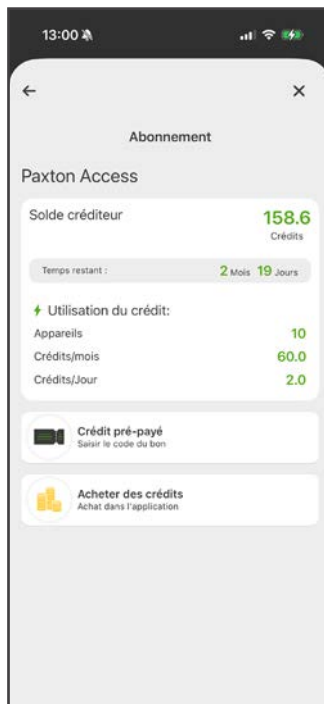 13:00
Abonnement
Paxton Access
Solde créditeur
158.6
Crédits
Temps restant :
2 Mois 19 Jours
Utilisation du crédit:
Appareils 10
Crédits/mois 60.0
Crédits/Jour 2.0
Crédit pré-payé
Saisir le code du bon
Acheter des crédits
Achat dans l'application